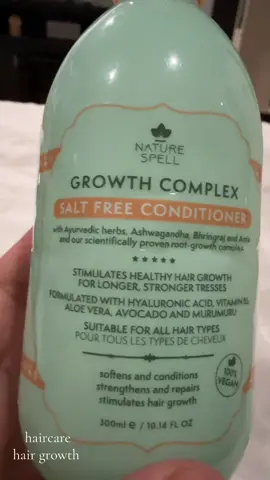 NATURE
SPELL
GROWTH COMPLEX
SALT FREE CONDITIONER
with Ayurvedic herbs, Ashwagandha, Bhringraj and Amla
and our scientifically proven root-growth complex
STIMULATES HEALTHY HAIR GROWTH
FOR LONGER, STRONGER TRESSES
FORMULATED WITH HYALURONIC ACID, VITAMIN B5,
ALOE VERA, AVOCADO AND MURUMURU
SUITABLE FOR ALL HAIR TYPES
POUR TOUS LES TYPES DE CHEVEUX
softens and conditions
strengthens and repairs
stimulates hair growth
100%
VEGAN
300ml e / 10.14 fl OZ
haircare
hair growth